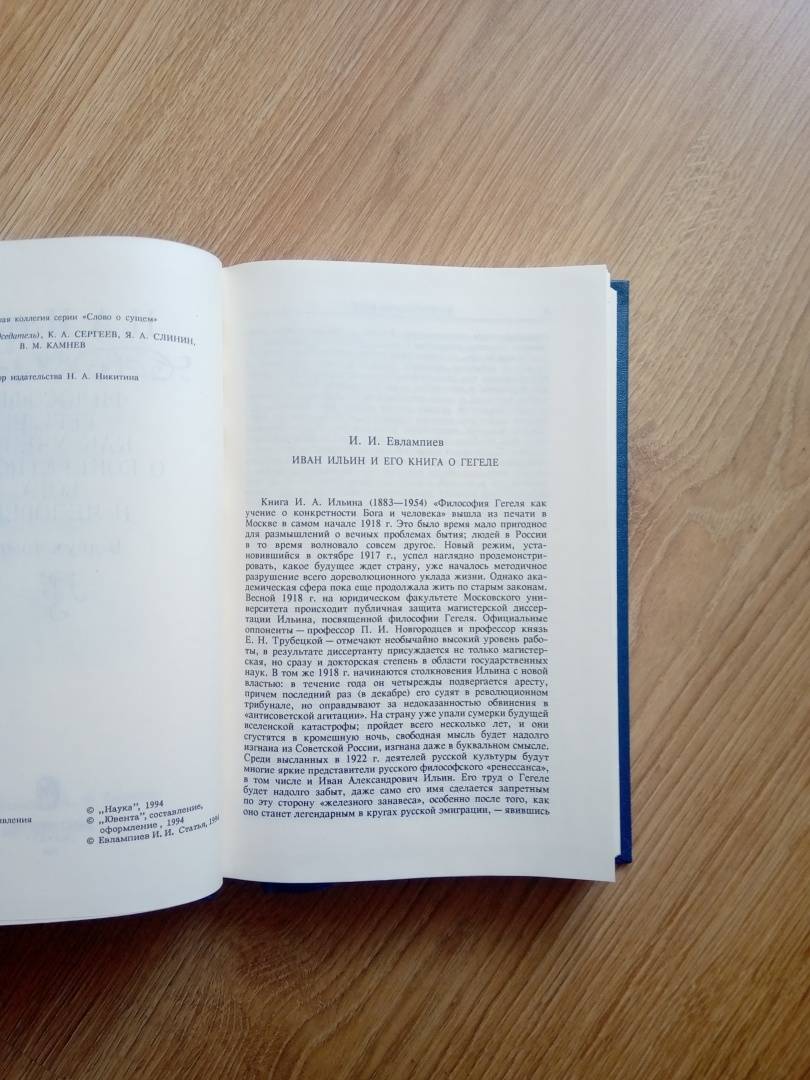 ная коллегия серии «Слово о сущем»
седатель), К. А. СЕРГЕЕВ, Я. А. СЛИНИН,
В. М. КАМНЕВ
ор издательства Н. А. Никитина
вления
© „Наука", 1994
© „Ювента", составление,
оформление, 1994
© Евлампиев И. И. Статья, 1994
И. И. Евлампиев
ИВАН ИЛЬИН И ЕГО КНИГА О ГЕГЕЛЕ
Книга И. А. Ильина (1883—1954) «Философия Гегеля как
учение о конкретности Бога и человека» вышла из печати в
Москве в самом начале 1918 г. Это было время мало пригодное
для размышлений о вечных проблемах бытия; людей в России
в то время волновало совсем другое. Новый режим, уста-
новившийся в октябре 1917 г., успел наглядно продемонстри-
ровать, какое будущее ждет страну, уже началось методичное
разрушение всего дореволюционного уклада жизни. Однако ака-
демическая сфера пока еще продолжала жить по старым законам.
Весной 1918 г. на юридическом факультете Московского уни-
верситета происходит публичная защита магистерской диссер-
тации Ильина, посвященной философии Гегеля. Официальные
оппоненты — профессор П. И. Новгородцев и профессор князь
Е. Н. Трубецкой — отмечают необычайно высокий уровень рабо-
ты, в результате диссертанту присуждается не только магистер-
ская, но сразу и докторская степень в области государственных
наук. В том же 1918 г. начинаются столкновения Ильина с новой
властью: в течение года он четырежды подвергается аресту,
причем последний раз (в декабре) его судят в революционном
трибунале, но оправдывают за недоказанностью обвинения в
«антисоветской агитации». На страну уже упали сумерки будущей
вселенской катастрофы; пройдет всего несколько лет, и они
сгустятся в кромешную ночь, свободная мысль будет надолго
изгнана из Советской России, изгнана даже в буквальном смысле.
Среди высланных в 1922 г. деятелей русской культуры будут
многие яркие представители русского философского «ренессанса»,
в том числе и Иван Александрович Ильин. Его труд о Гегеле
будет надолго забыт, даже само его имя сделается запретным
по эту сторону «железного занавеса», особенно после того, как
оно станет легендарным в кругах русской эмиграции, — явившись